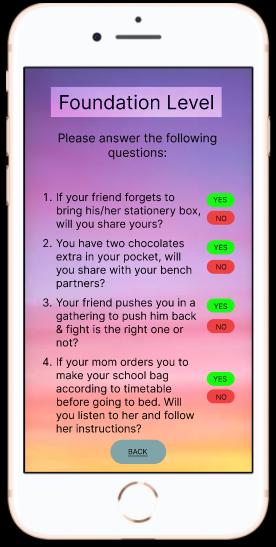 Foundation Level
Please answer the following
questions:
1. If your friend forgets to
bring his/her stationery box,
will you share yours?
YES
NO
2. You have two chocolates
extra in your pocket, will
you share with your bench
partners?
YES
NO
3. Your friend pushes you in a
gathering to push him back
& fight is the right one or
not?
YES
NO
4. If your mom orders you to
make your school bag
according to timetable
before going to bed. Will
you listen to her and follow
her instructions?
YES
NO
BACK